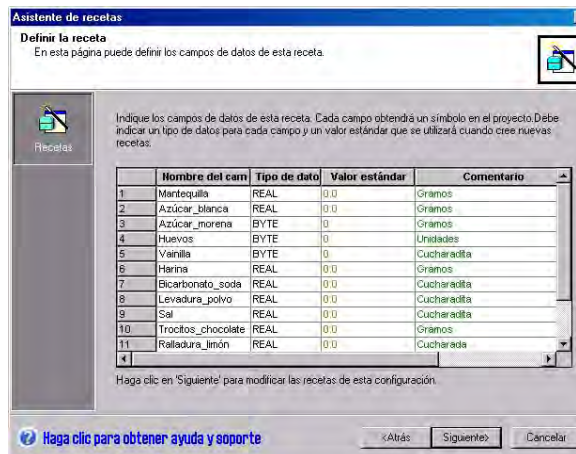 Asistente de recetas
Definir la receta
En esta página puede definir los campos de datos de esta receta.
Recetas
Indique los campos de datos de esta receta. Cada campo obtendrá un símbolo en el proyecto.Debe
indicar un tipo de datos para cada campo y un valor estándar que se utilizará cuando cree nuevas
recetas.
Nombre del cam Tipo de dato Valor estándar Comentario
1 Mantequilla REAL 0.0 Gramos
2 Azúcar_blanca REAL 0.0 Gramos
3 Azúcar_morena BYTE 0 Gramos
4 Huevos BYTE 0 Unidades
5 Vainilla BYTE 0 Cucharadita
6 Harina REAL 0.0 Gramos
7 Bicarbonato_soda REAL 0.0 Cucharadita
8 Levadura_polvo REAL 0.0 Cucharadita
9 Sal REAL 0.0 Cucharadita
10 Trocitos_chocolate REAL 0.0 Gramos
11 Ralladura_limón REAL 0.0 Cucharada
Haga clic en 'Siguiente' para modificar las recetas de esta configuración.
Haga clic para obtener ayuda y soporte
<Atrás Siguiente> Cancelar